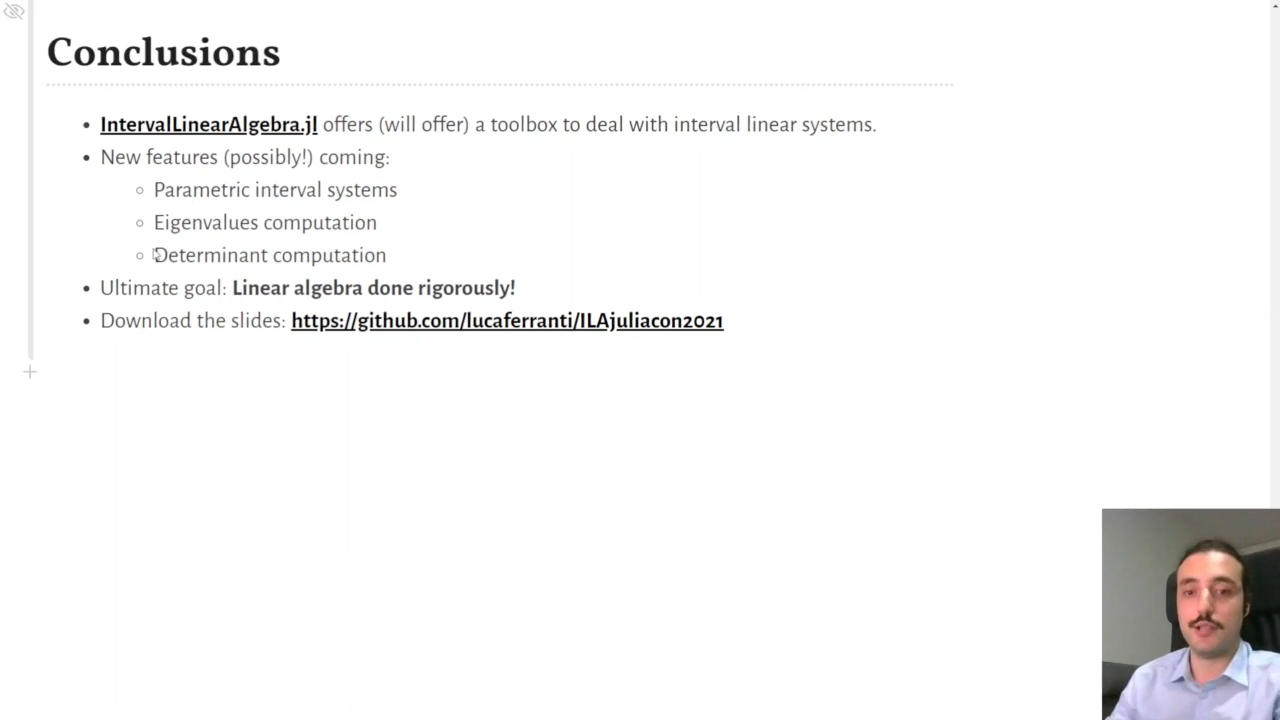 Conclusions
IntervalLinearAlgebra.jl offers (will offer) a toolbox to deal with interval linear systems.
New features (possibly!) coming:
Parametric interval systems
Eigenvalues computation
Determinant computation
Ultimate goal: Linear algebra done rigorously!
Download the slides: https://github.com/lucaferranti/ILAjuliacon2021